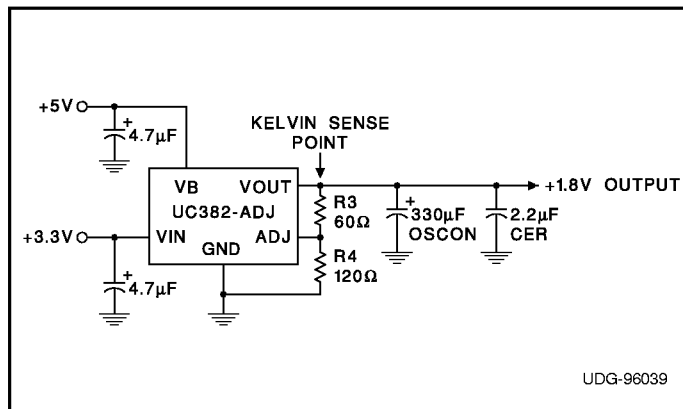 +5V
+
4.7µF
KELVIN SENSE
POINT
VB
VOUT
+1.8V OUTPUT
UC382-ADJ
R3
60Ω
+
330µF
OSCON
2.2µF
CER
+3.3V
VIN
ADJ
GND
R4
120Ω
+
4.7µF
UDG-96039